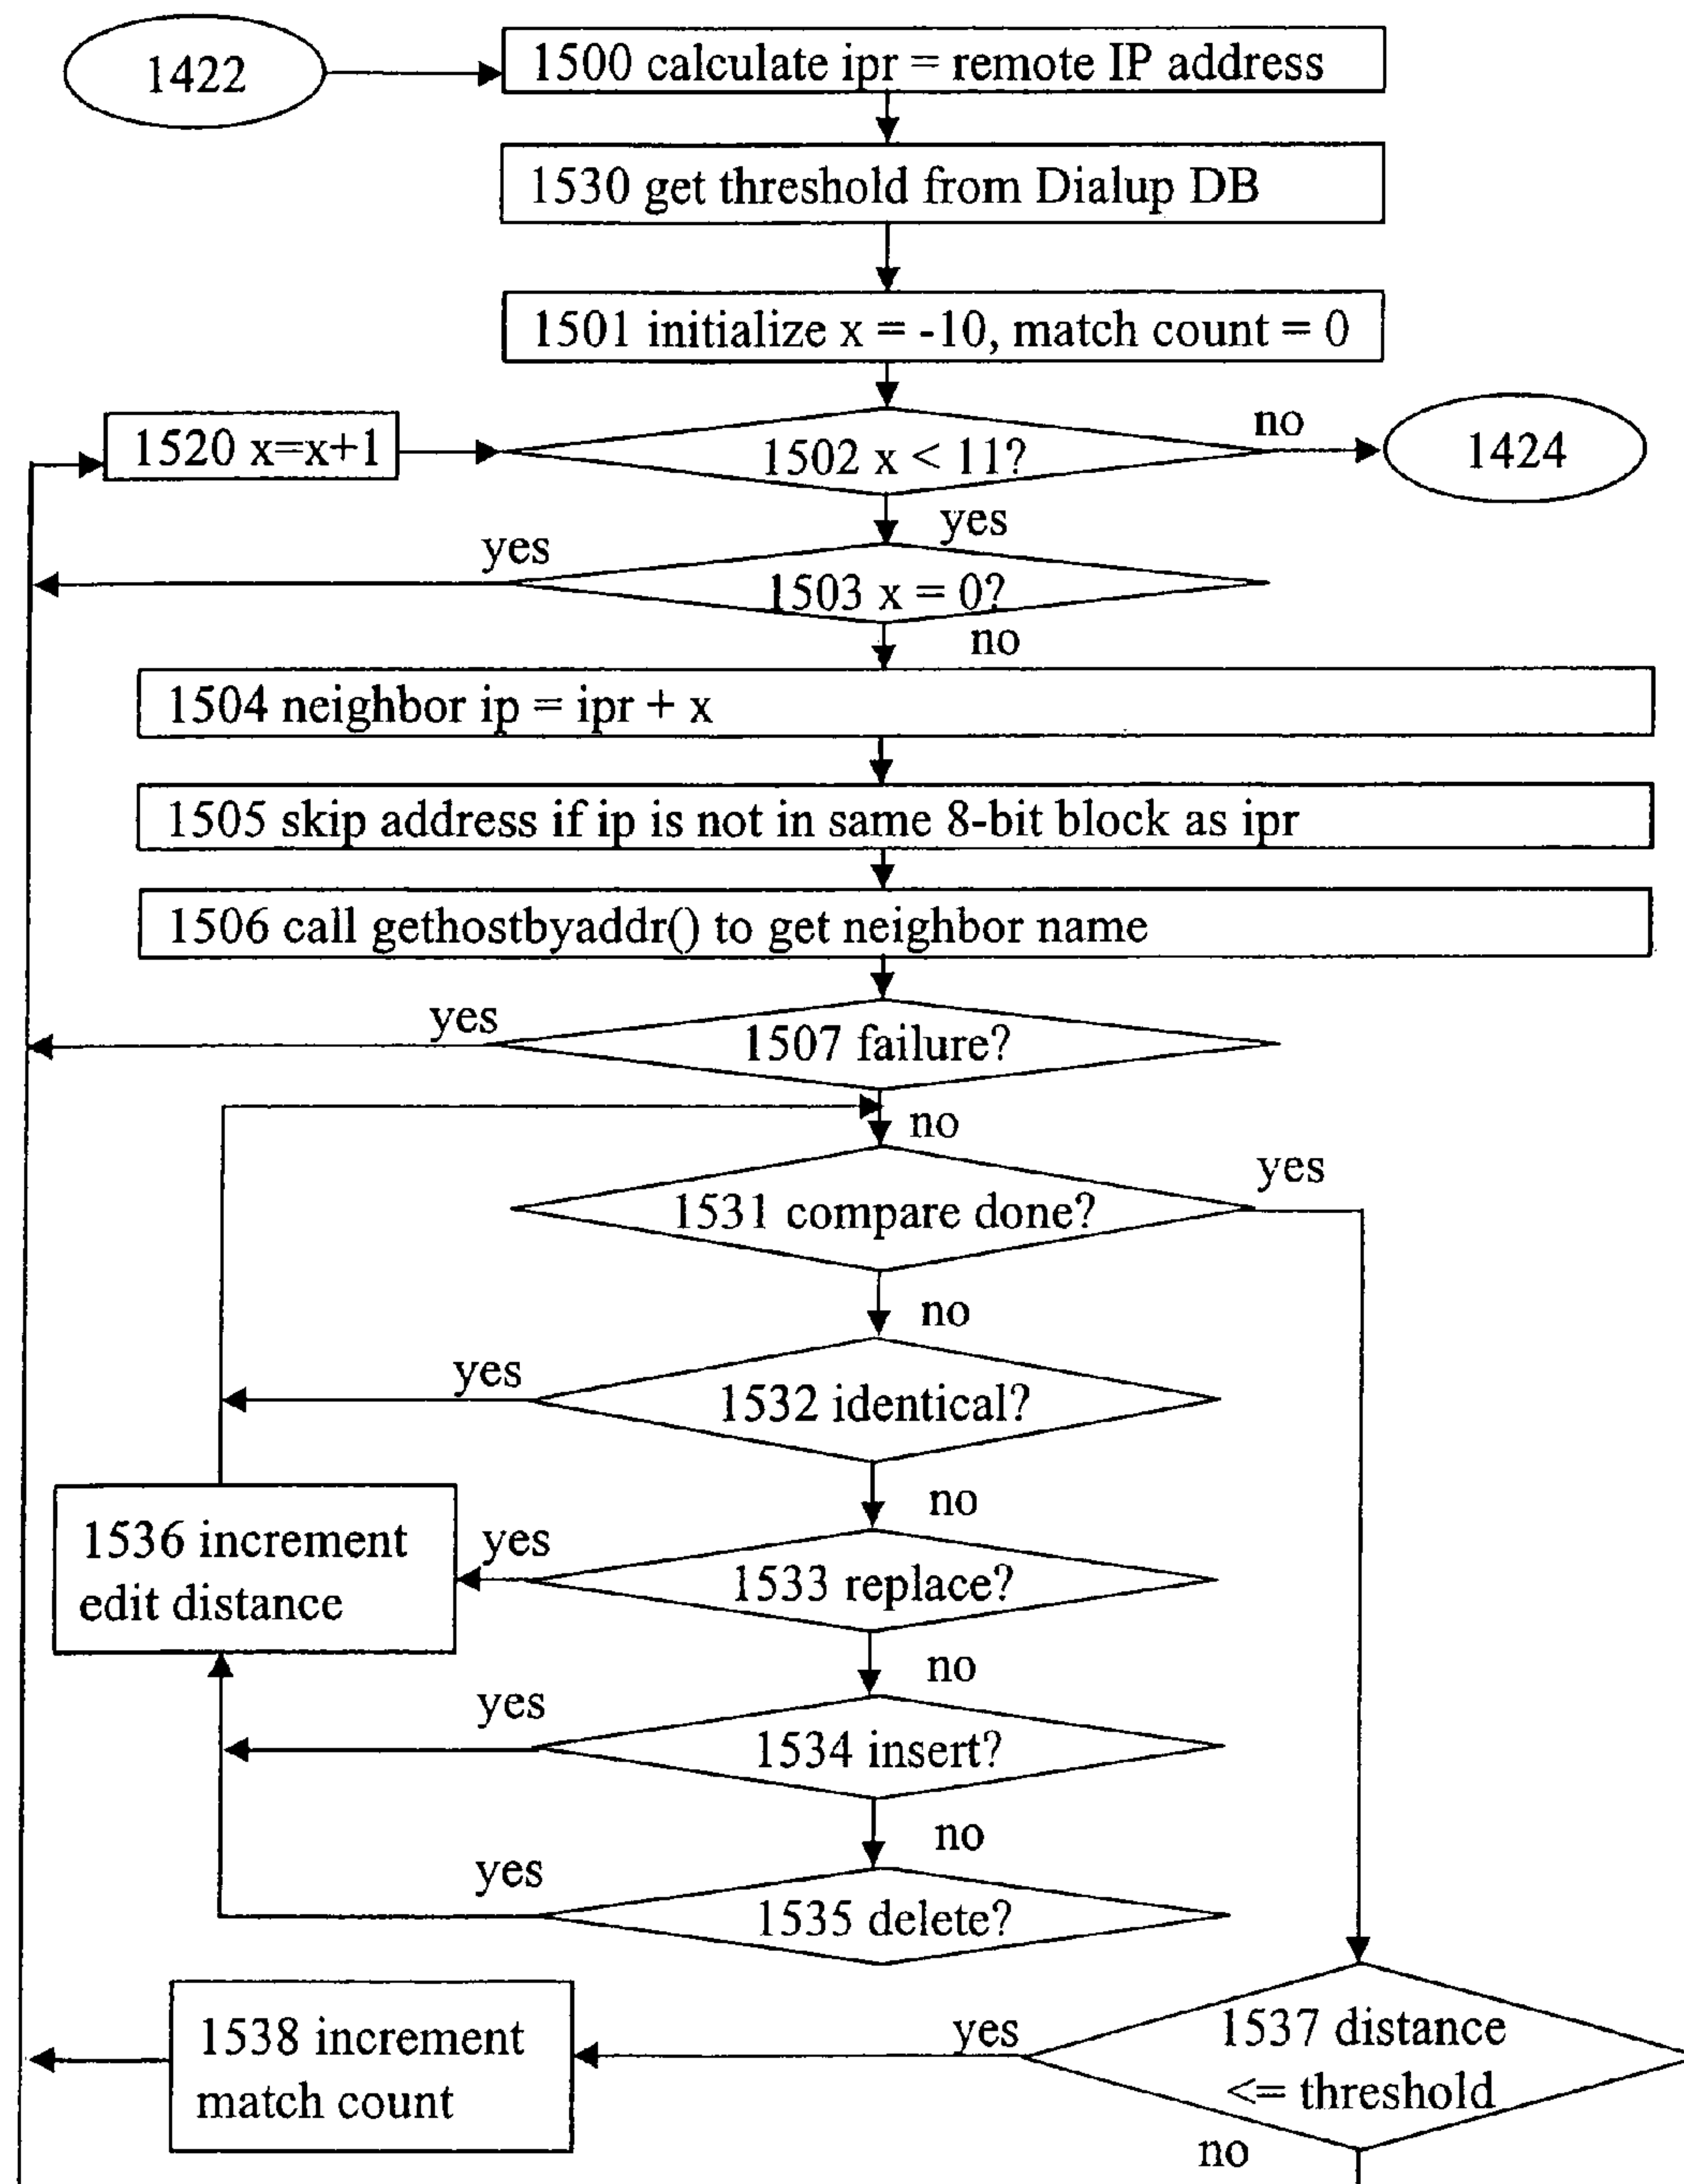 1422
1500 calculate ipr = remote IP address
1530 get threshold from Dialup DB
1501 initialize x = -10, match count = 0
1520 x=x+1
1502 x < 11?
no
1424
yes
yes
1503 x = 0?
no
1504 neighbor ip = ipr + x
1505 skip address if ip is not in same 8-bit block as ipr
1506 call gethostbyaddr() to get neighbor name
yes
1507 failure?
no
1531 compare done?
yes
no
yes
1532 identical?
no
1536 increment
edit distance
yes
1533 replace?
no
yes
1534 insert?
no
yes
1535 delete?
1538 increment
match count
yes
1537 distance
<= threshold
no